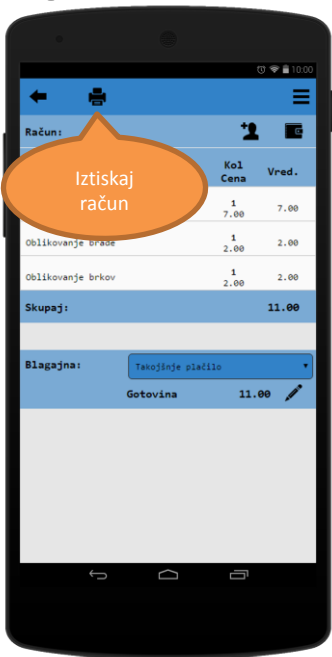 10:00
Račun:
Iztiskaj
račun
Kol
Cena
Vred.
1
7.00
7.00
Oblikovanje brade
1
2.00
2.00
Oblikovanje brkov
1
2.00
2.00
Skupaj:
11.00
Blagajna:
Takojšnje plačilo
Gotovina
11.00